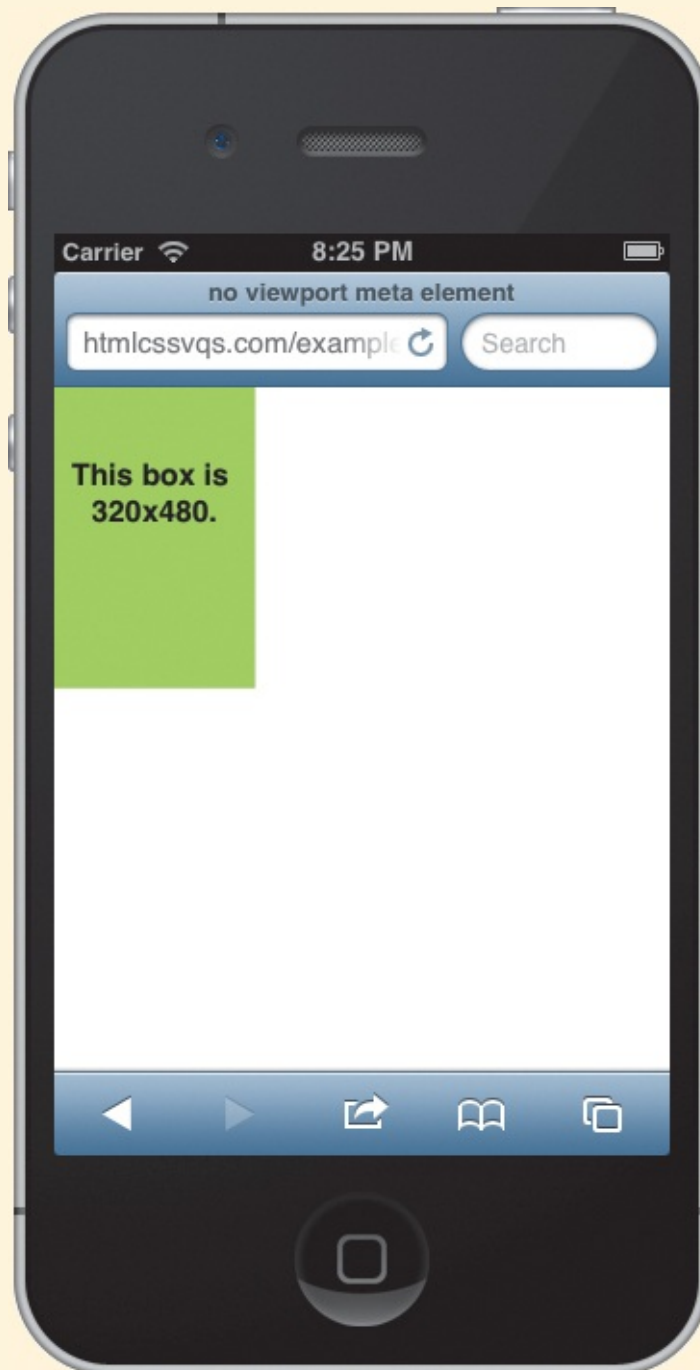 Carrier 8:25 PM
no viewport meta element
htmlcssvqs.com/example Search
This box is
320x480.